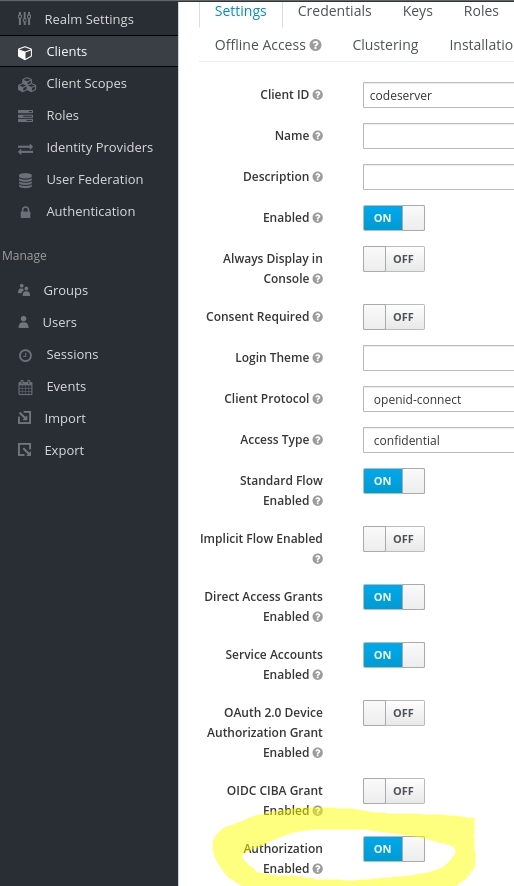 Realm Settings
Clients
Client Scopes
Roles
Identity Providers
User Federation
Authentication
Manage
Groups
Users
Sessions
Events
Import
Export
Settings Credentials Keys Roles
Offline Access Clustering Installatio
Client ID codeserver
Name
Description
Enabled ON
Always Display in
Console OFF
Consent Required OFF
Login Theme
Client Protocol openid-connect
Access Type confidential
Standard Flow
Enabled ON
Implicit Flow Enabled OFF
Direct Access Grants
Enabled ON
Service Accounts
Enabled ON
OAuth 2.0 Device
Authorization Grant
Enabled OFF
OIDC CIBA Grant
Enabled OFF
Authorization
Enabled ON